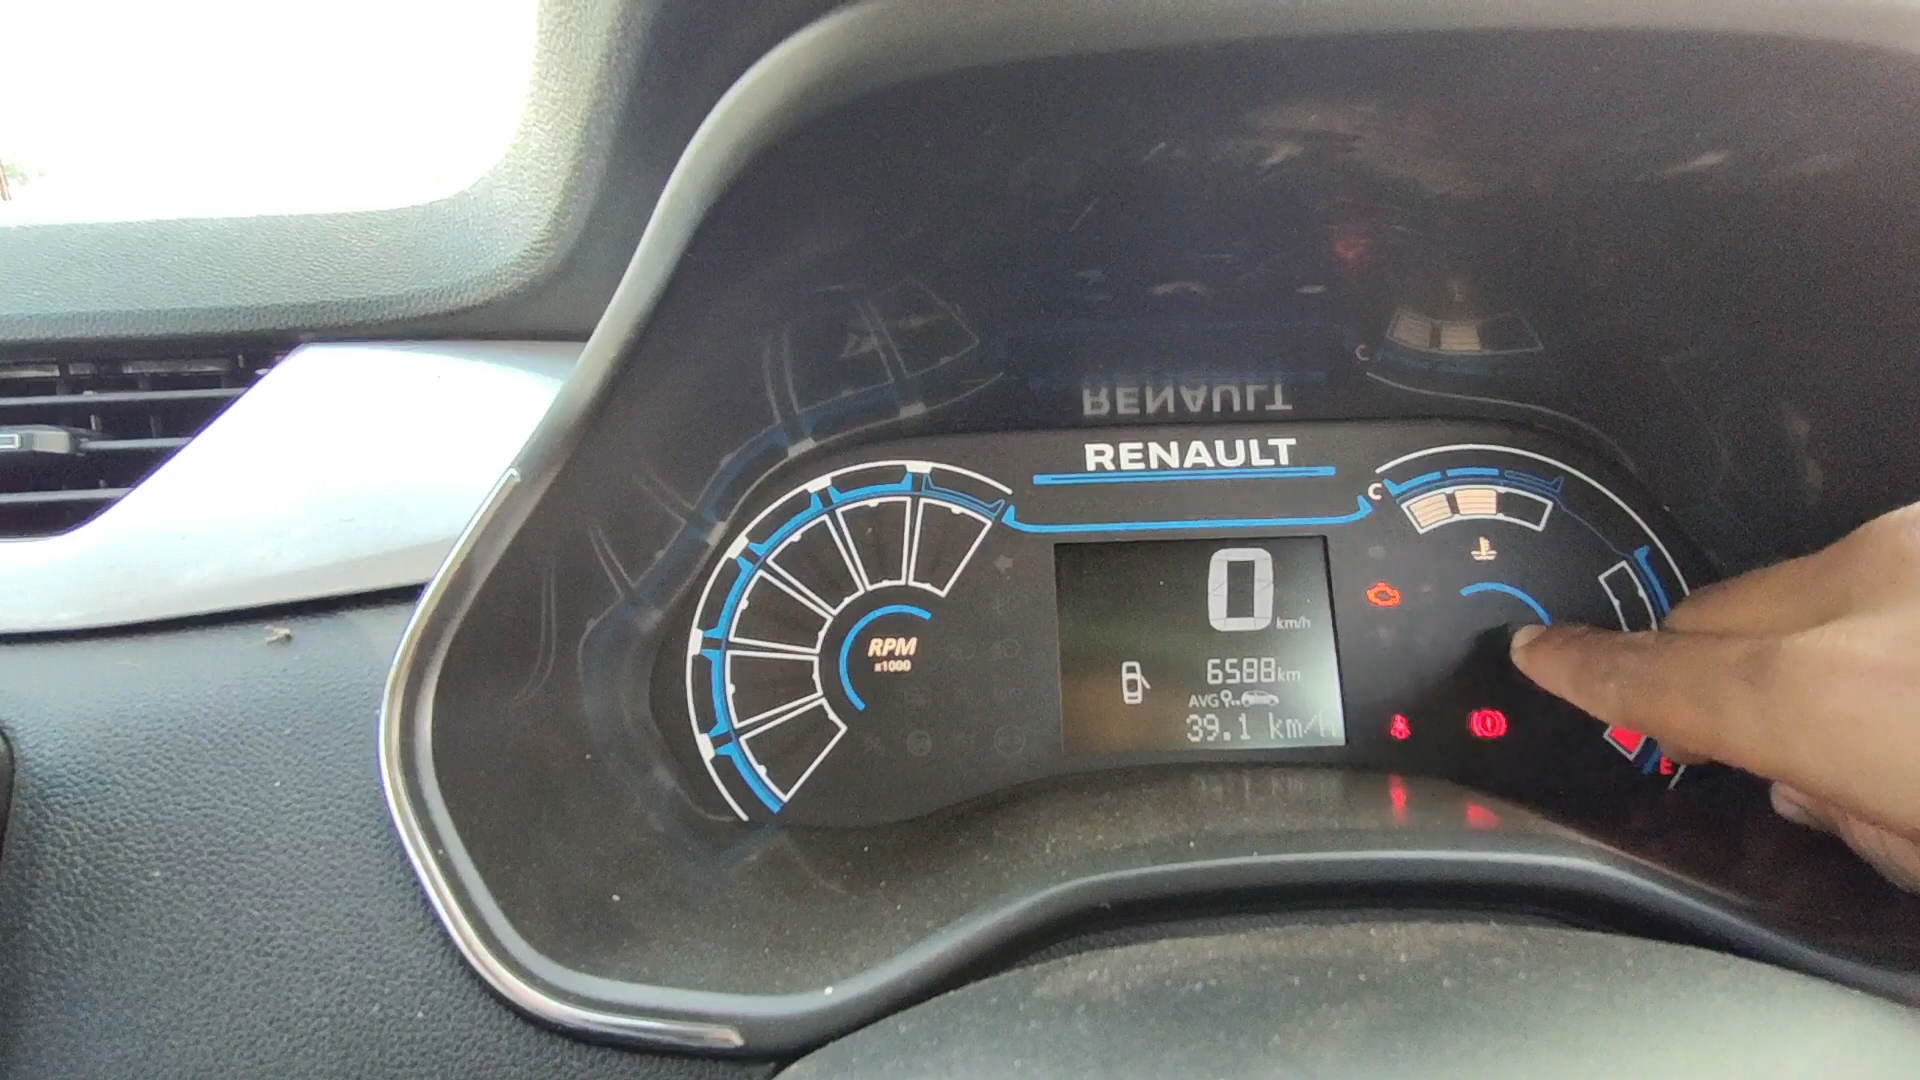 RENAULT
RENAULT
C
C
0
km/h
RPM
x1000
6588km
AVG
39.1 km/h
E